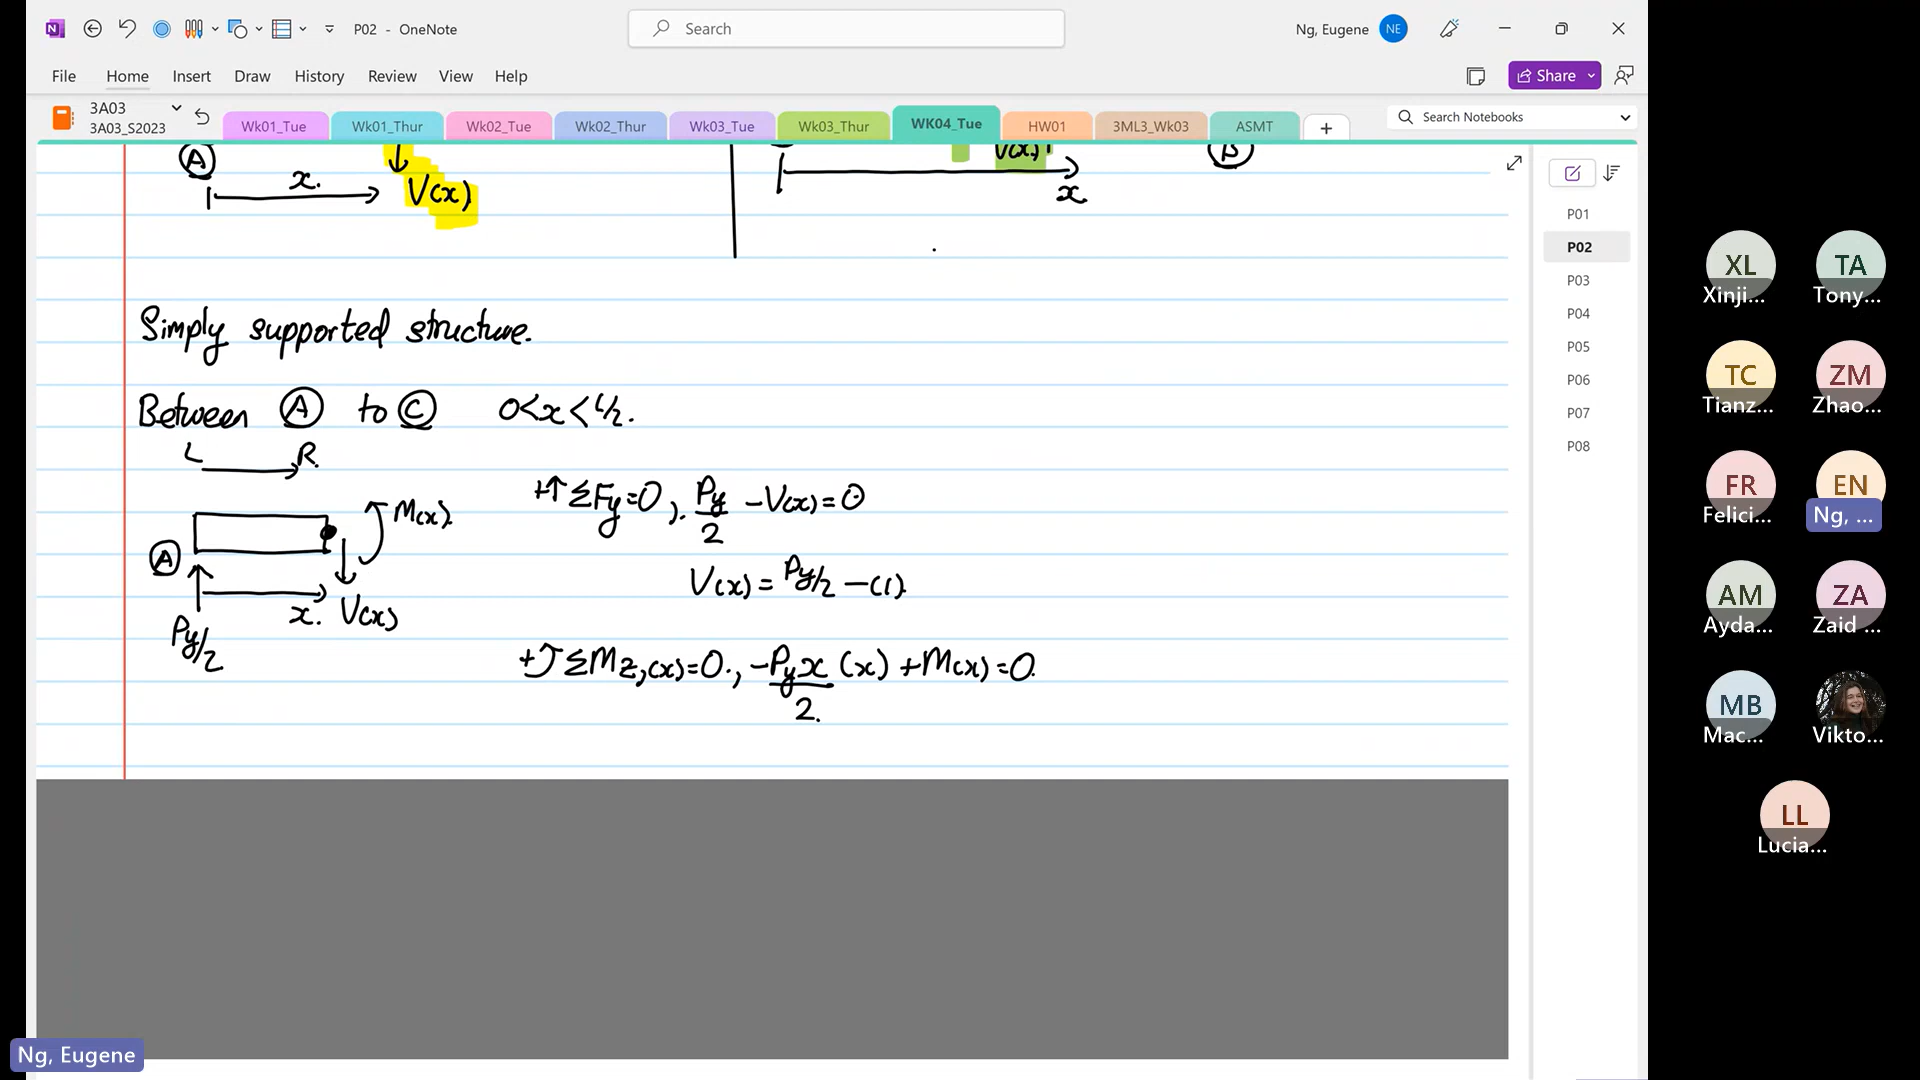 P02 - OneNote
Search
Ng, Eugene
NE
File Home Insert Draw History Review View Help
Share
3A03
3A03_S2023
Wk01_Tue Wk01_Thur Wk02_Tue Wk02_Thur Wk03_Tue Wk03_Thur WK04_Tue HW01 3ML3_Wk03 ASMT +
Search Notebooks
A
x.
V(x)
V(x)
x.
B
Simply supported structure.
Between A to C 0<x<L/2.
L R.
+↑ΣFy=0, Py/2 -V(x)=0
M(x).
A
V(x)=Py/2 -(1).
x. V(x)
Py/2
+↺ΣMz,(x)=0., -Pyx/2. (x) +M(x)=0.
P01
P02
P03
P04
P05
P06
P07
P08
XL TA
Xinji... Tony...
TC ZM
Tianz... Zhao...
FR EN
Felici... Ng, ...
AM ZA
Ayda... Zaid ...
MB
Mac... Vikto...
LL
Lucia...
Ng, Eugene